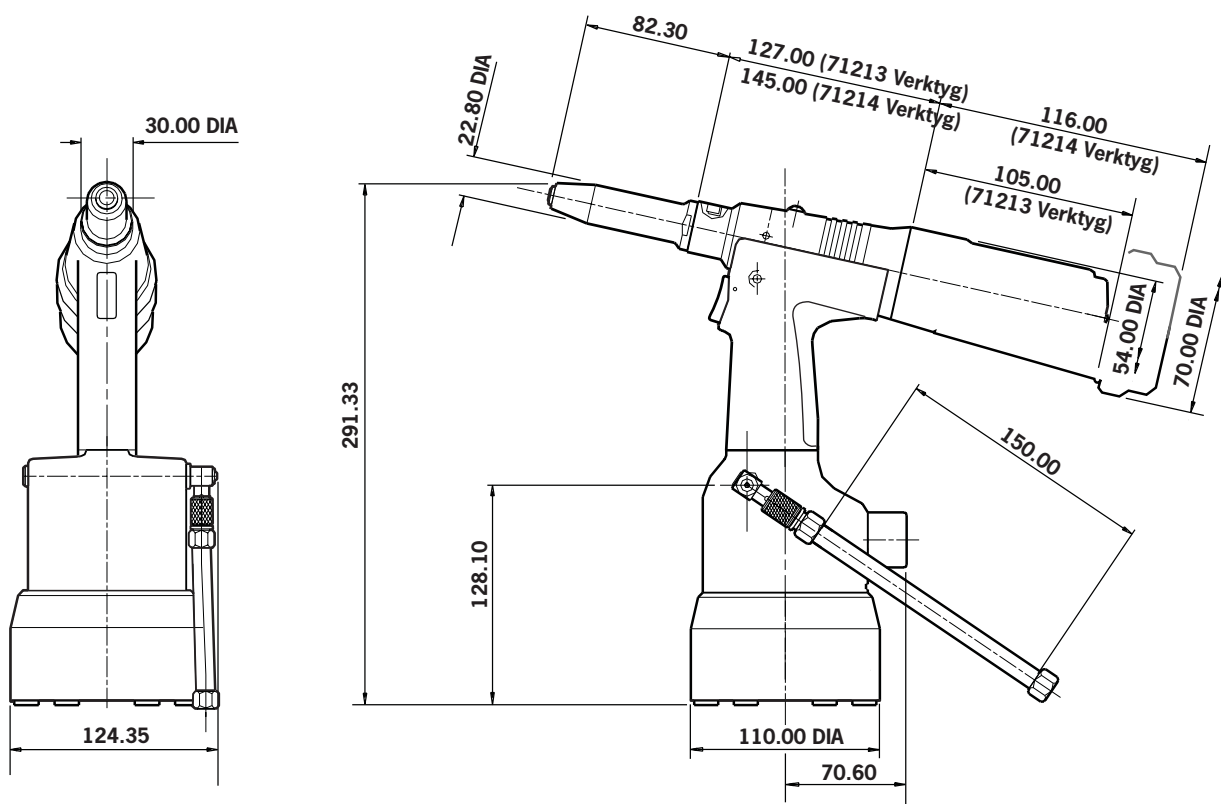 82.30
127.00 (71213 Verktyg)
145.00 (71214 Verktyg)
116.00
(71214 Verktyg)
105.00
(71213 Verktyg)
22.80 DIA
30.00 DIA
54.00 DIA
70.00 DIA
291.33
150.00
128.10
124.35
110.00 DIA
70.60